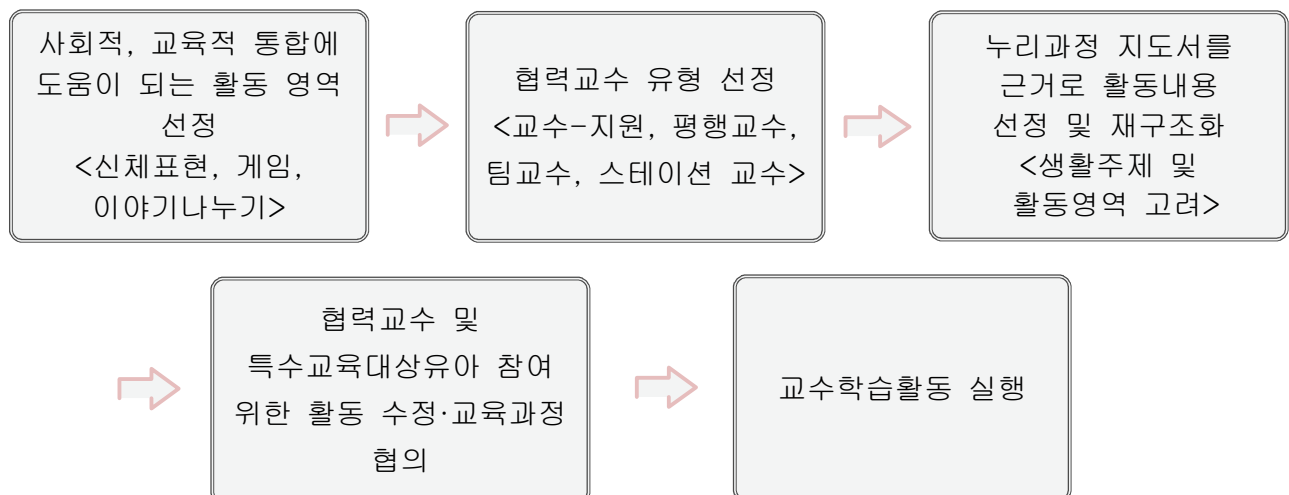 사회적, 교육적 통합에
도움이 되는 활동 영역
선정
<신체표현, 게임,
이야기나누기>
협력교수 유형 선정
<교수-지원, 평행교수,
팀교수, 스테이션 교수>
누리과정 지도서를
근거로 활동내용
선정 및 재구조화
<생활주제 및
활동영역 고려>
협력교수 및
특수교육대상유아 참여
위한 활동 수정·교육과정
협의
교수학습활동 실행